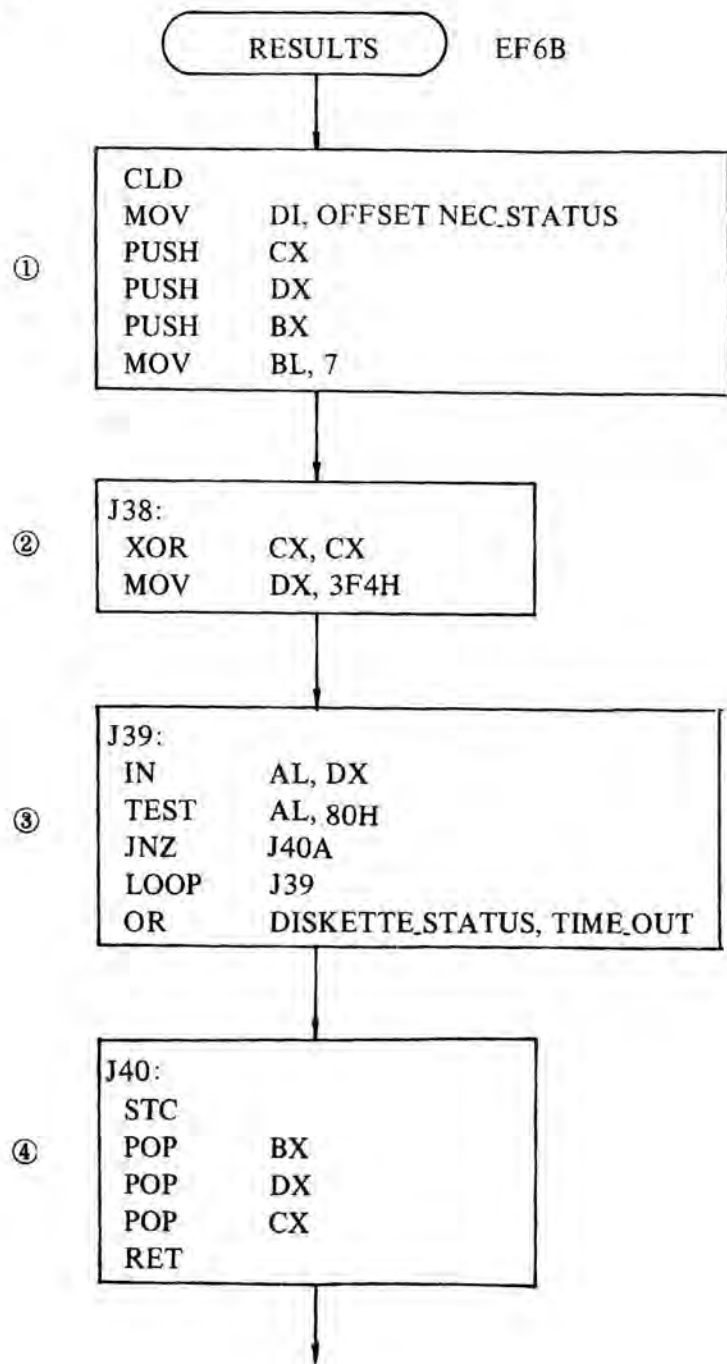 RESULTS EF6B
CLD
MOV DI, OFFSET NEC_STATUS
① PUSH CX
PUSH DX
PUSH BX
MOV BL, 7
J38:
② XOR CX, CX
MOV DX, 3F4H
J39:
IN AL, DX
③ TEST AL, 80H
JNZ J40A
LOOP J39
OR DISKETTE_STATUS, TIME_OUT
J40:
STC
④ POP BX
POP DX
POP CX
RET